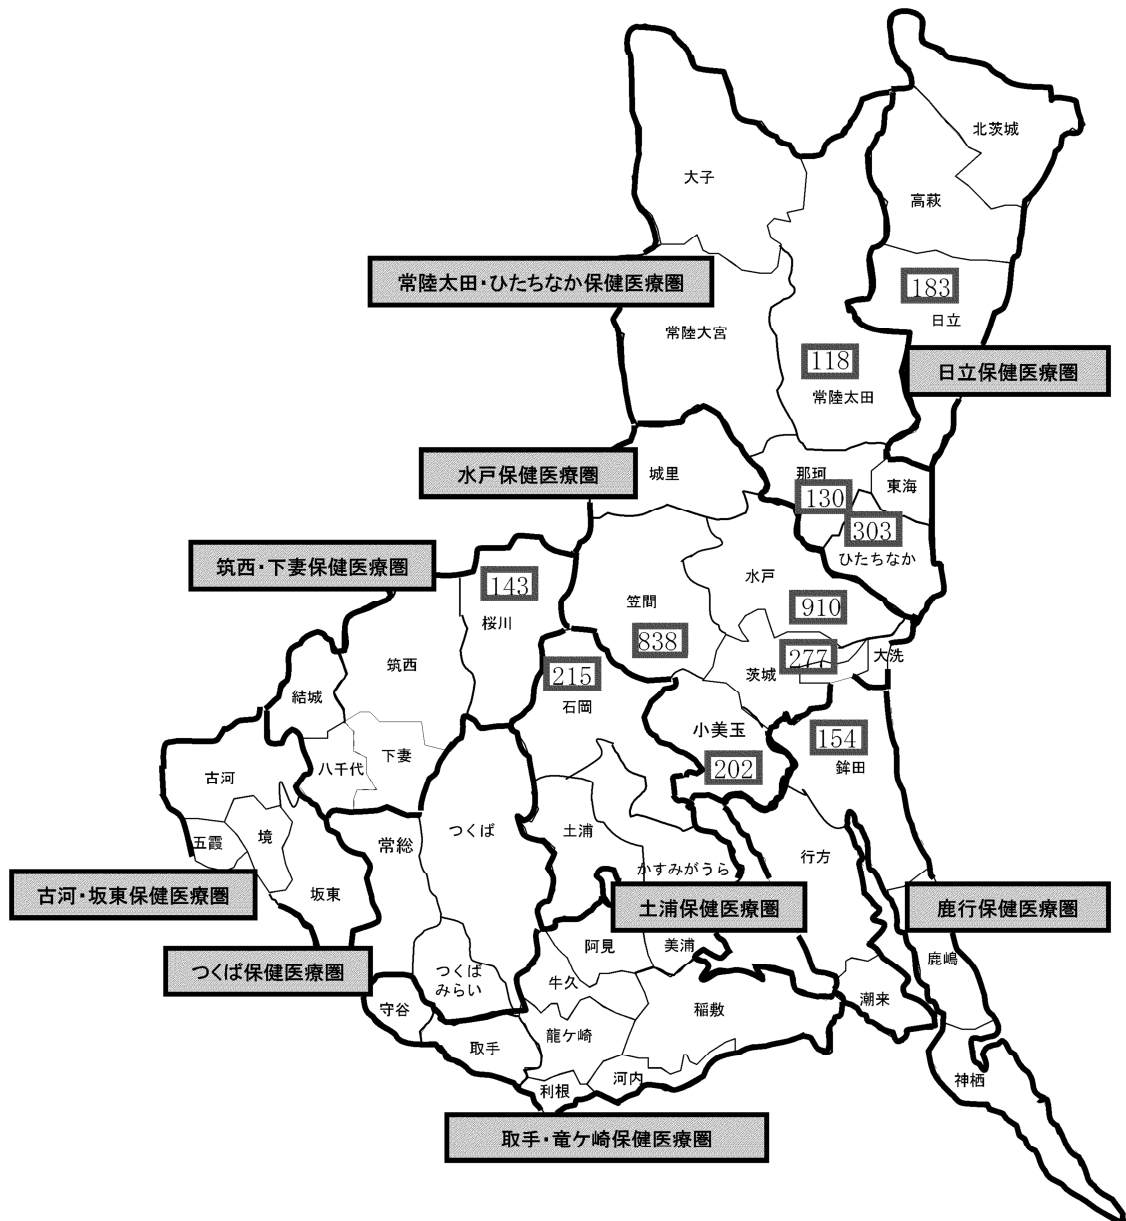 北茨城
大子
高萩
常陸太田・ひたちなか保健医療圏
183
日立
常陸大宮
118
日立保健医療圏
常陸太田
水戸保健医療圏
城里
那珂
東海
130
303
ひたちなか
筑西・下妻保健医療圏
143
水戸
桜川
笠間
910
838
277
大洗
筑西
215
茨城
結城
石岡
小美玉
154
202
鉾田
古河
八千代
下妻
五霞
境
常総
つくば
土浦
行方
かすみがうら
古河・坂東保健医療圏
坂東
土浦保健医療圏
鹿行保健医療圏
つくば保健医療圏
阿見
美浦
つくば
みらい
牛久
鹿嶋
守谷
稲敷
潮来
取手
龍ケ崎
利根
河内
神栖
取手・竜ケ崎保健医療圏